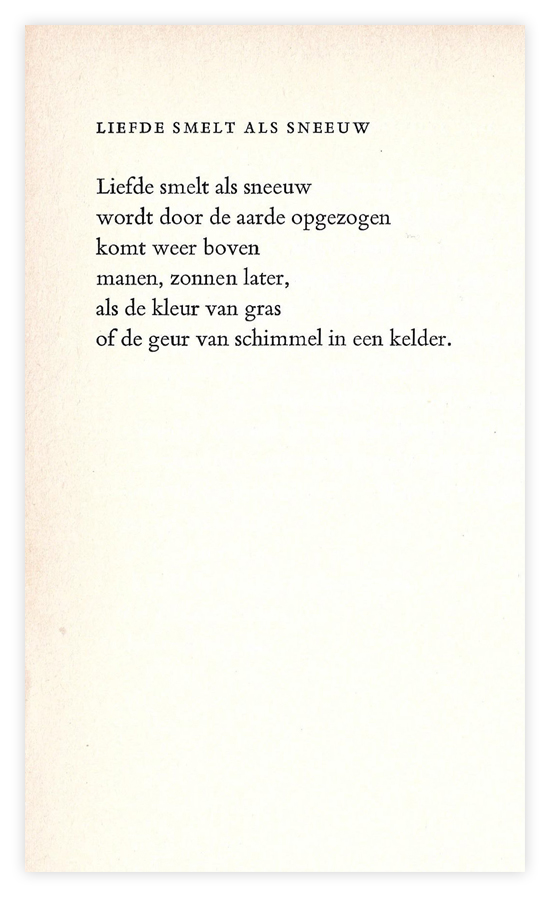 LIEFDE SMELT ALS SNEEUW
Liefde smelt als sneeuw
wordt door de aarde opgezogen
komt weer boven
manen, zonnen later,
als de kleur van gras
of de geur van schimmel in een kelder.